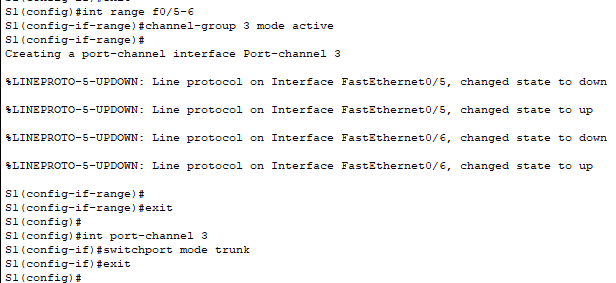 S1(config)#int range f0/5-6
S1(config-if-range)#channel-group 3 mode active
S1(config-if-range)#
Creating a port-channel interface Port-channel 3
%LINEPROTO-5-UPDOWN: Line protocol on Interface FastEthernet0/5, changed state to down
%LINEPROTO-5-UPDOWN: Line protocol on Interface FastEthernet0/5, changed state to up
%LINEPROTO-5-UPDOWN: Line protocol on Interface FastEthernet0/6, changed state to down
%LINEPROTO-5-UPDOWN: Line protocol on Interface FastEthernet0/6, changed state to up
S1(config-if-range)#
S1(config-if-range)#exit
S1(config)#
S1(config)#int port-channel 3
S1(config-if)#switchport mode trunk
S1(config-if)#exit
S1(config)#